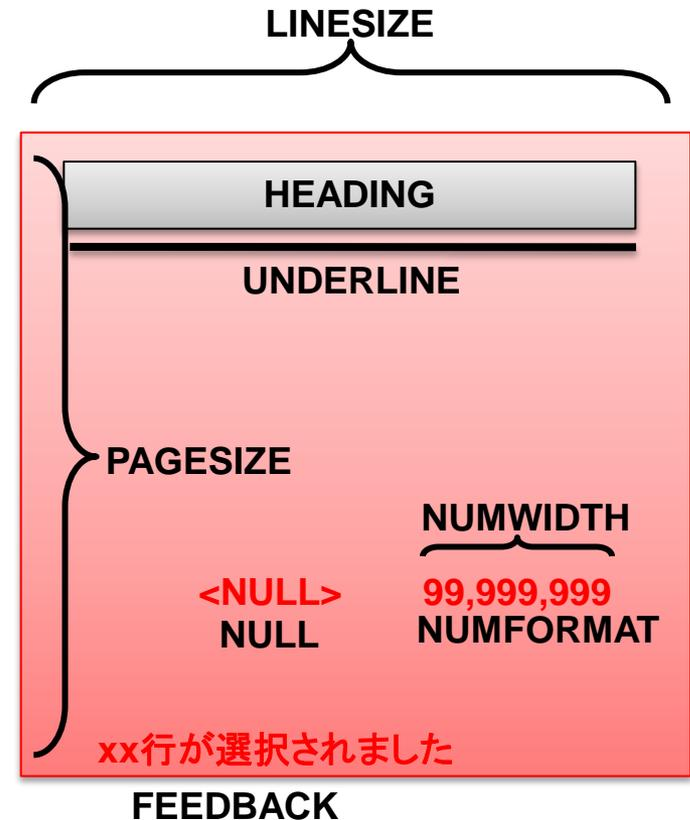 LINESIZE
HEADING
UNDERLINE
PAGESIZE
NUMWIDTH
<NULL> 99,999,999
NULL NUMFORMAT
xx行が選択されました
FEEDBACK